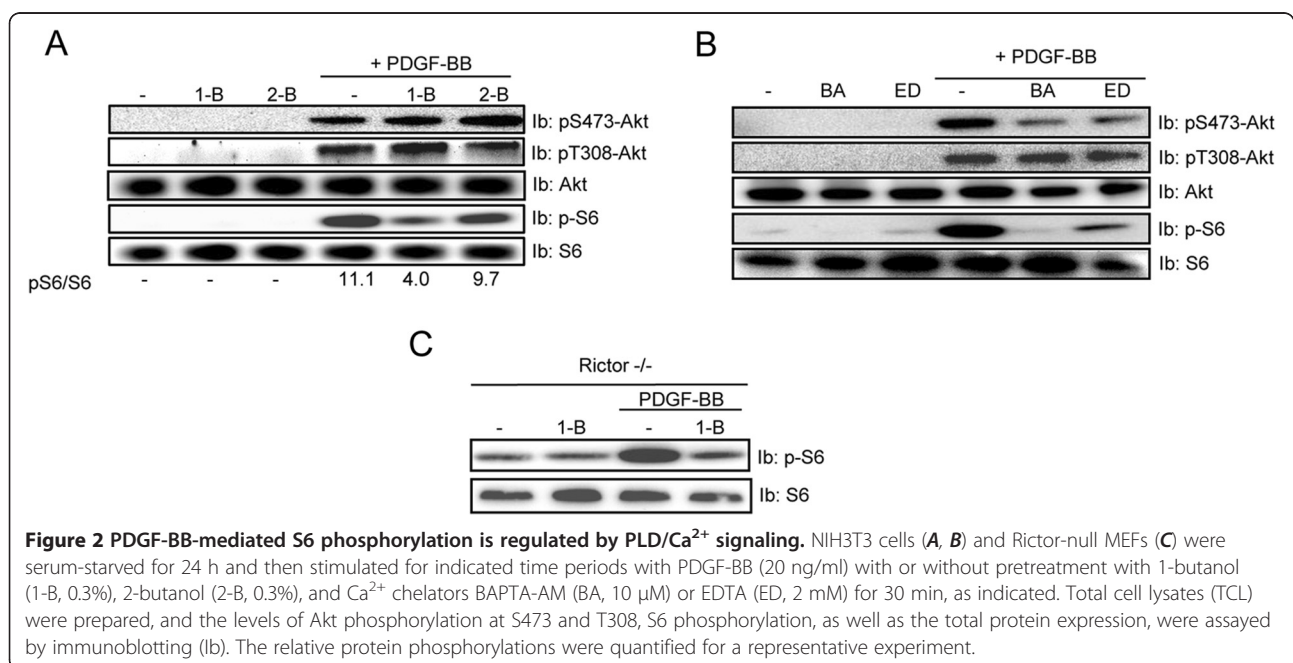 A
+ PDGF-BB
- 1-B 2-B - 1-B 2-B
Ib: pS473-Akt
Ib: pT308-Akt
Ib: Akt
Ib: p-S6
Ib: S6
pS6/S6 - - - 11.1 4.0 9.7
B
+ PDGF-BB
- BA ED - BA ED
Ib: pS473-Akt
Ib: pT308-Akt
Ib: Akt
Ib: p-S6
Ib: S6
C
Rictor -/-
PDGF-BB
- 1-B - 1-B
Ib: p-S6
Ib: S6
Figure 2 PDGF-BB-mediated S6 phosphorylation is regulated by PLD/Ca²⁺ signaling. NIH3T3 cells (A, B) and Rictor-null MEFs (C) were
serum-starved for 24 h and then stimulated for indicated time periods with PDGF-BB (20 ng/ml) with or without pretreatment with 1-butanol
(1-B, 0.3%), 2-butanol (2-B, 0.3%), and Ca²⁺ chelators BAPTA-AM (BA, 10 μM) or EDTA (ED, 2 mM) for 30 min, as indicated. Total cell lysates (TCL)
were prepared, and the levels of Akt phosphorylation at S473 and T308, S6 phosphorylation, as well as the total protein expression, were assayed
by immunoblotting (Ib). The relative protein phosphorylations were quantified for a representative experiment.